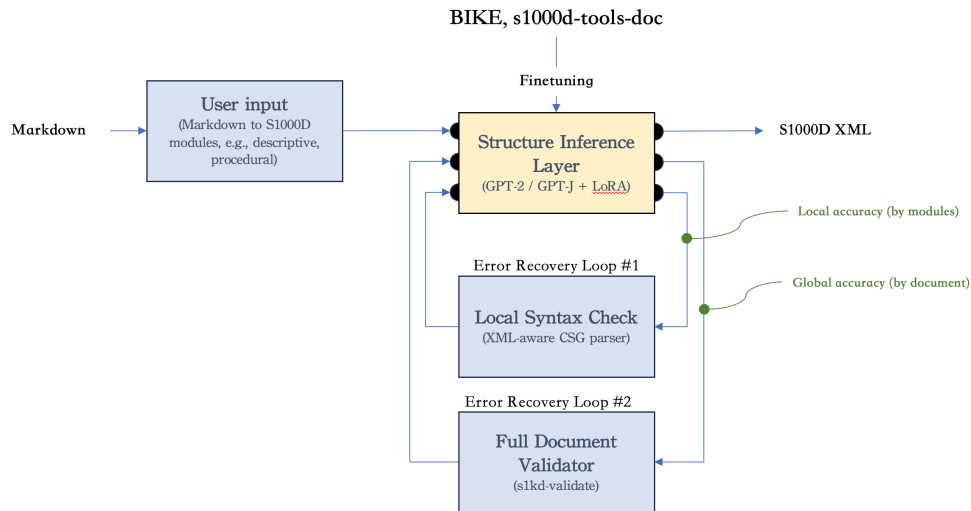 BIKE, s1000d-tools-doc
Finetuning
Markdown
User input
(Markdown to S1000D
modules, e.g., descriptive,
procedural)
Structure Inference
Layer
(GPT-2 / GPT-J + LoRA)
S1000D XML
Local accuracy (by modules)
Error Recovery Loop #1
Global accuracy (by document)
Local Syntax Check
(XML-aware CSG parser)
Error Recovery Loop #2
Full Document
Validator
(s1kd-validate)